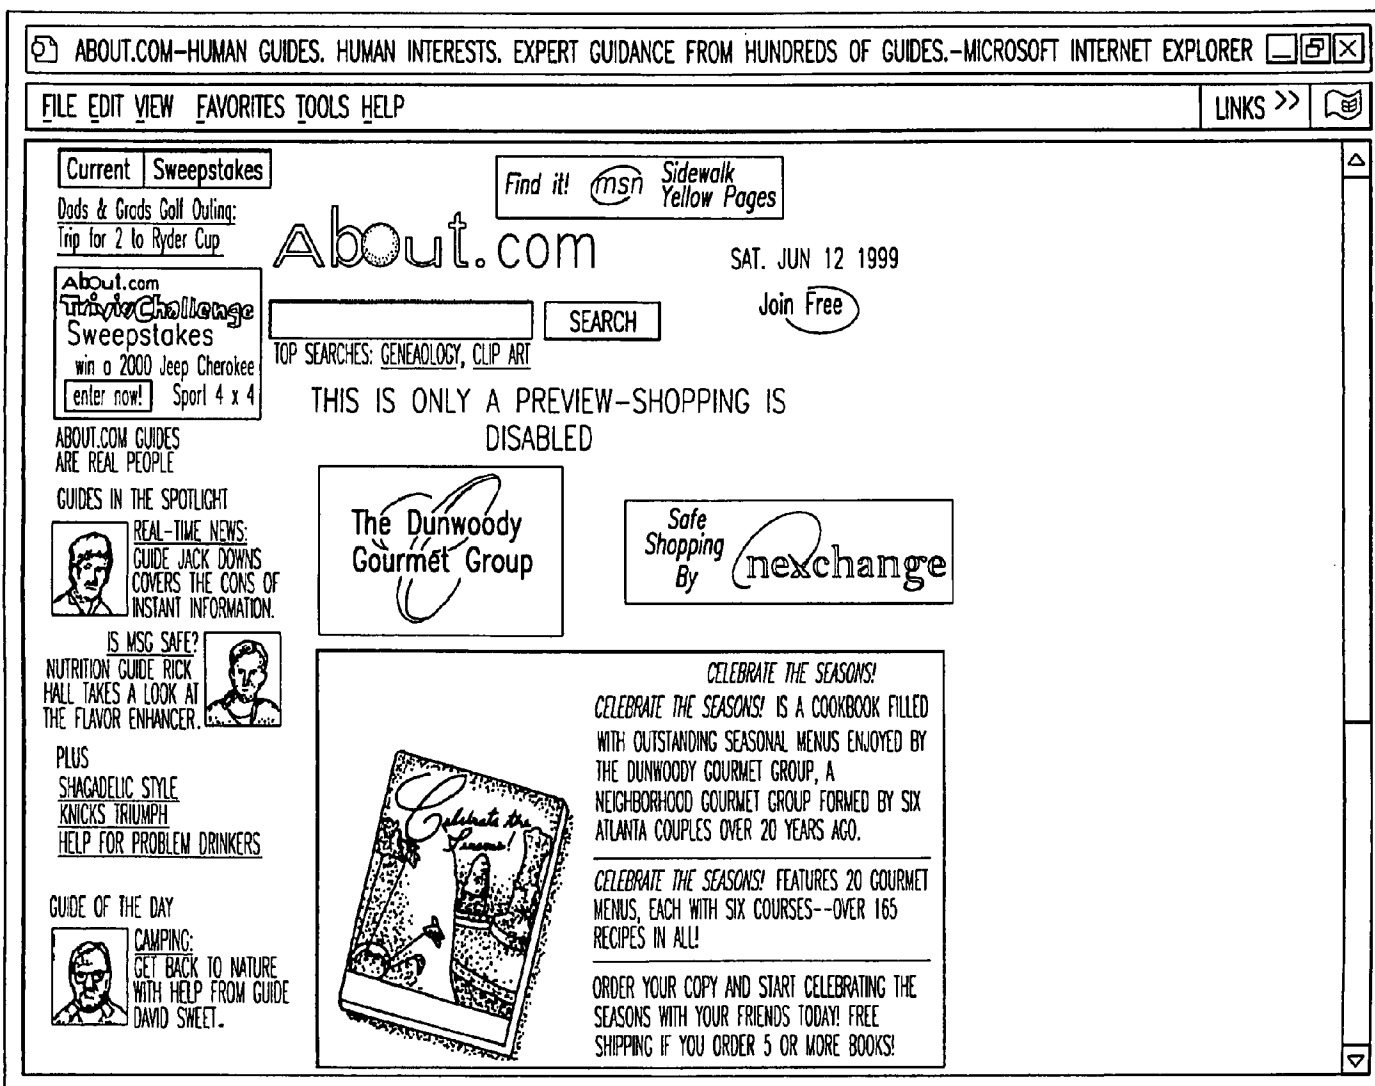 ABOUT.COM–HUMAN GUIDES. HUMAN INTERESTS. EXPERT GUIDANCE FROM HUNDREDS OF GUIDES.–MICROSOFT INTERNET EXPLORER
FILE EDIT VIEW FAVORITES TOOLS HELP
LINKS >>
Current Sweepstakes
Dads & Grads Golf Outing:
Trip for 2 to Ryder Cup
Find it! msn Sidewalk
Yellow Pages
About.com
SAT. JUN 12 1999
Join Free
SEARCH
TOP SEARCHES: GENEAOLOGY, CLIP ART
About.com
Trivia Challenge
Sweepstakes
win a 2000 Jeep Cherokee
enter now! Sport 4 x 4
THIS IS ONLY A PREVIEW–SHOPPING IS
DISABLED
ABOUT.COM GUIDES
ARE REAL PEOPLE
GUIDES IN THE SPOTLIGHT
REAL–TIME NEWS:
GUIDE JACK DOWNS
COVERS THE CONS OF
INSTANT INFORMATION.
IS MSG SAFE?
NUTRITION GUIDE RICK
HALL TAKES A LOOK AT
THE FLAVOR ENHANCER.
PLUS
SHAGADELIC STYLE
KNICKS TRIUMPH
HELP FOR PROBLEM DRINKERS
GUIDE OF THE DAY
CAMPING:
GET BACK TO NATURE
WITH HELP FROM GUIDE
DAVID SWEET.
The Dunwoody
Gourmet Group
Safe
Shopping
By
nexchange
Celebrate the
Seasons!
CELEBRATE THE SEASONS!
CELEBRATE THE SEASONS! IS A COOKBOOK FILLED
WITH OUTSTANDING SEASONAL MENUS ENJOYED BY
THE DUNWOODY GOURMET GROUP, A
NEIGHBORHOOD GOURMET GROUP FORMED BY SIX
ATLANTA COUPLES OVER 20 YEARS AGO.
CELEBRATE THE SEASONS! FEATURES 20 GOURMET
MENUS, EACH WITH SIX COURSES--OVER 165
RECIPES IN ALL!
ORDER YOUR COPY AND START CELEBRATING THE
SEASONS WITH YOUR FRIENDS TODAY! FREE
SHIPPING IF YOU ORDER 5 OR MORE BOOKS!